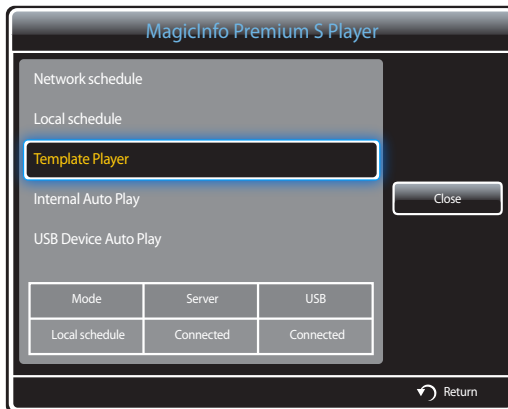 MagicInfo Premium S Player
Network schedule
Local schedule
Template Player
Internal Auto Play
Close
USB Device Auto Play
Mode Server USB
Local schedule Connected Connected
Return